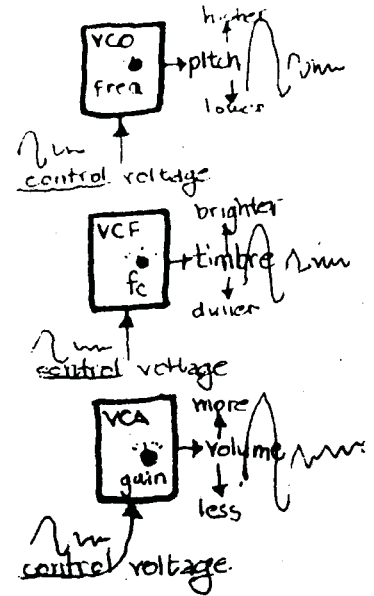 higher
VCO
freq
pitch
lower
control voltage
brighter
VCF
fc
timbre
duller
control voltage
more
VCA
gain
volume
less
control voltage.